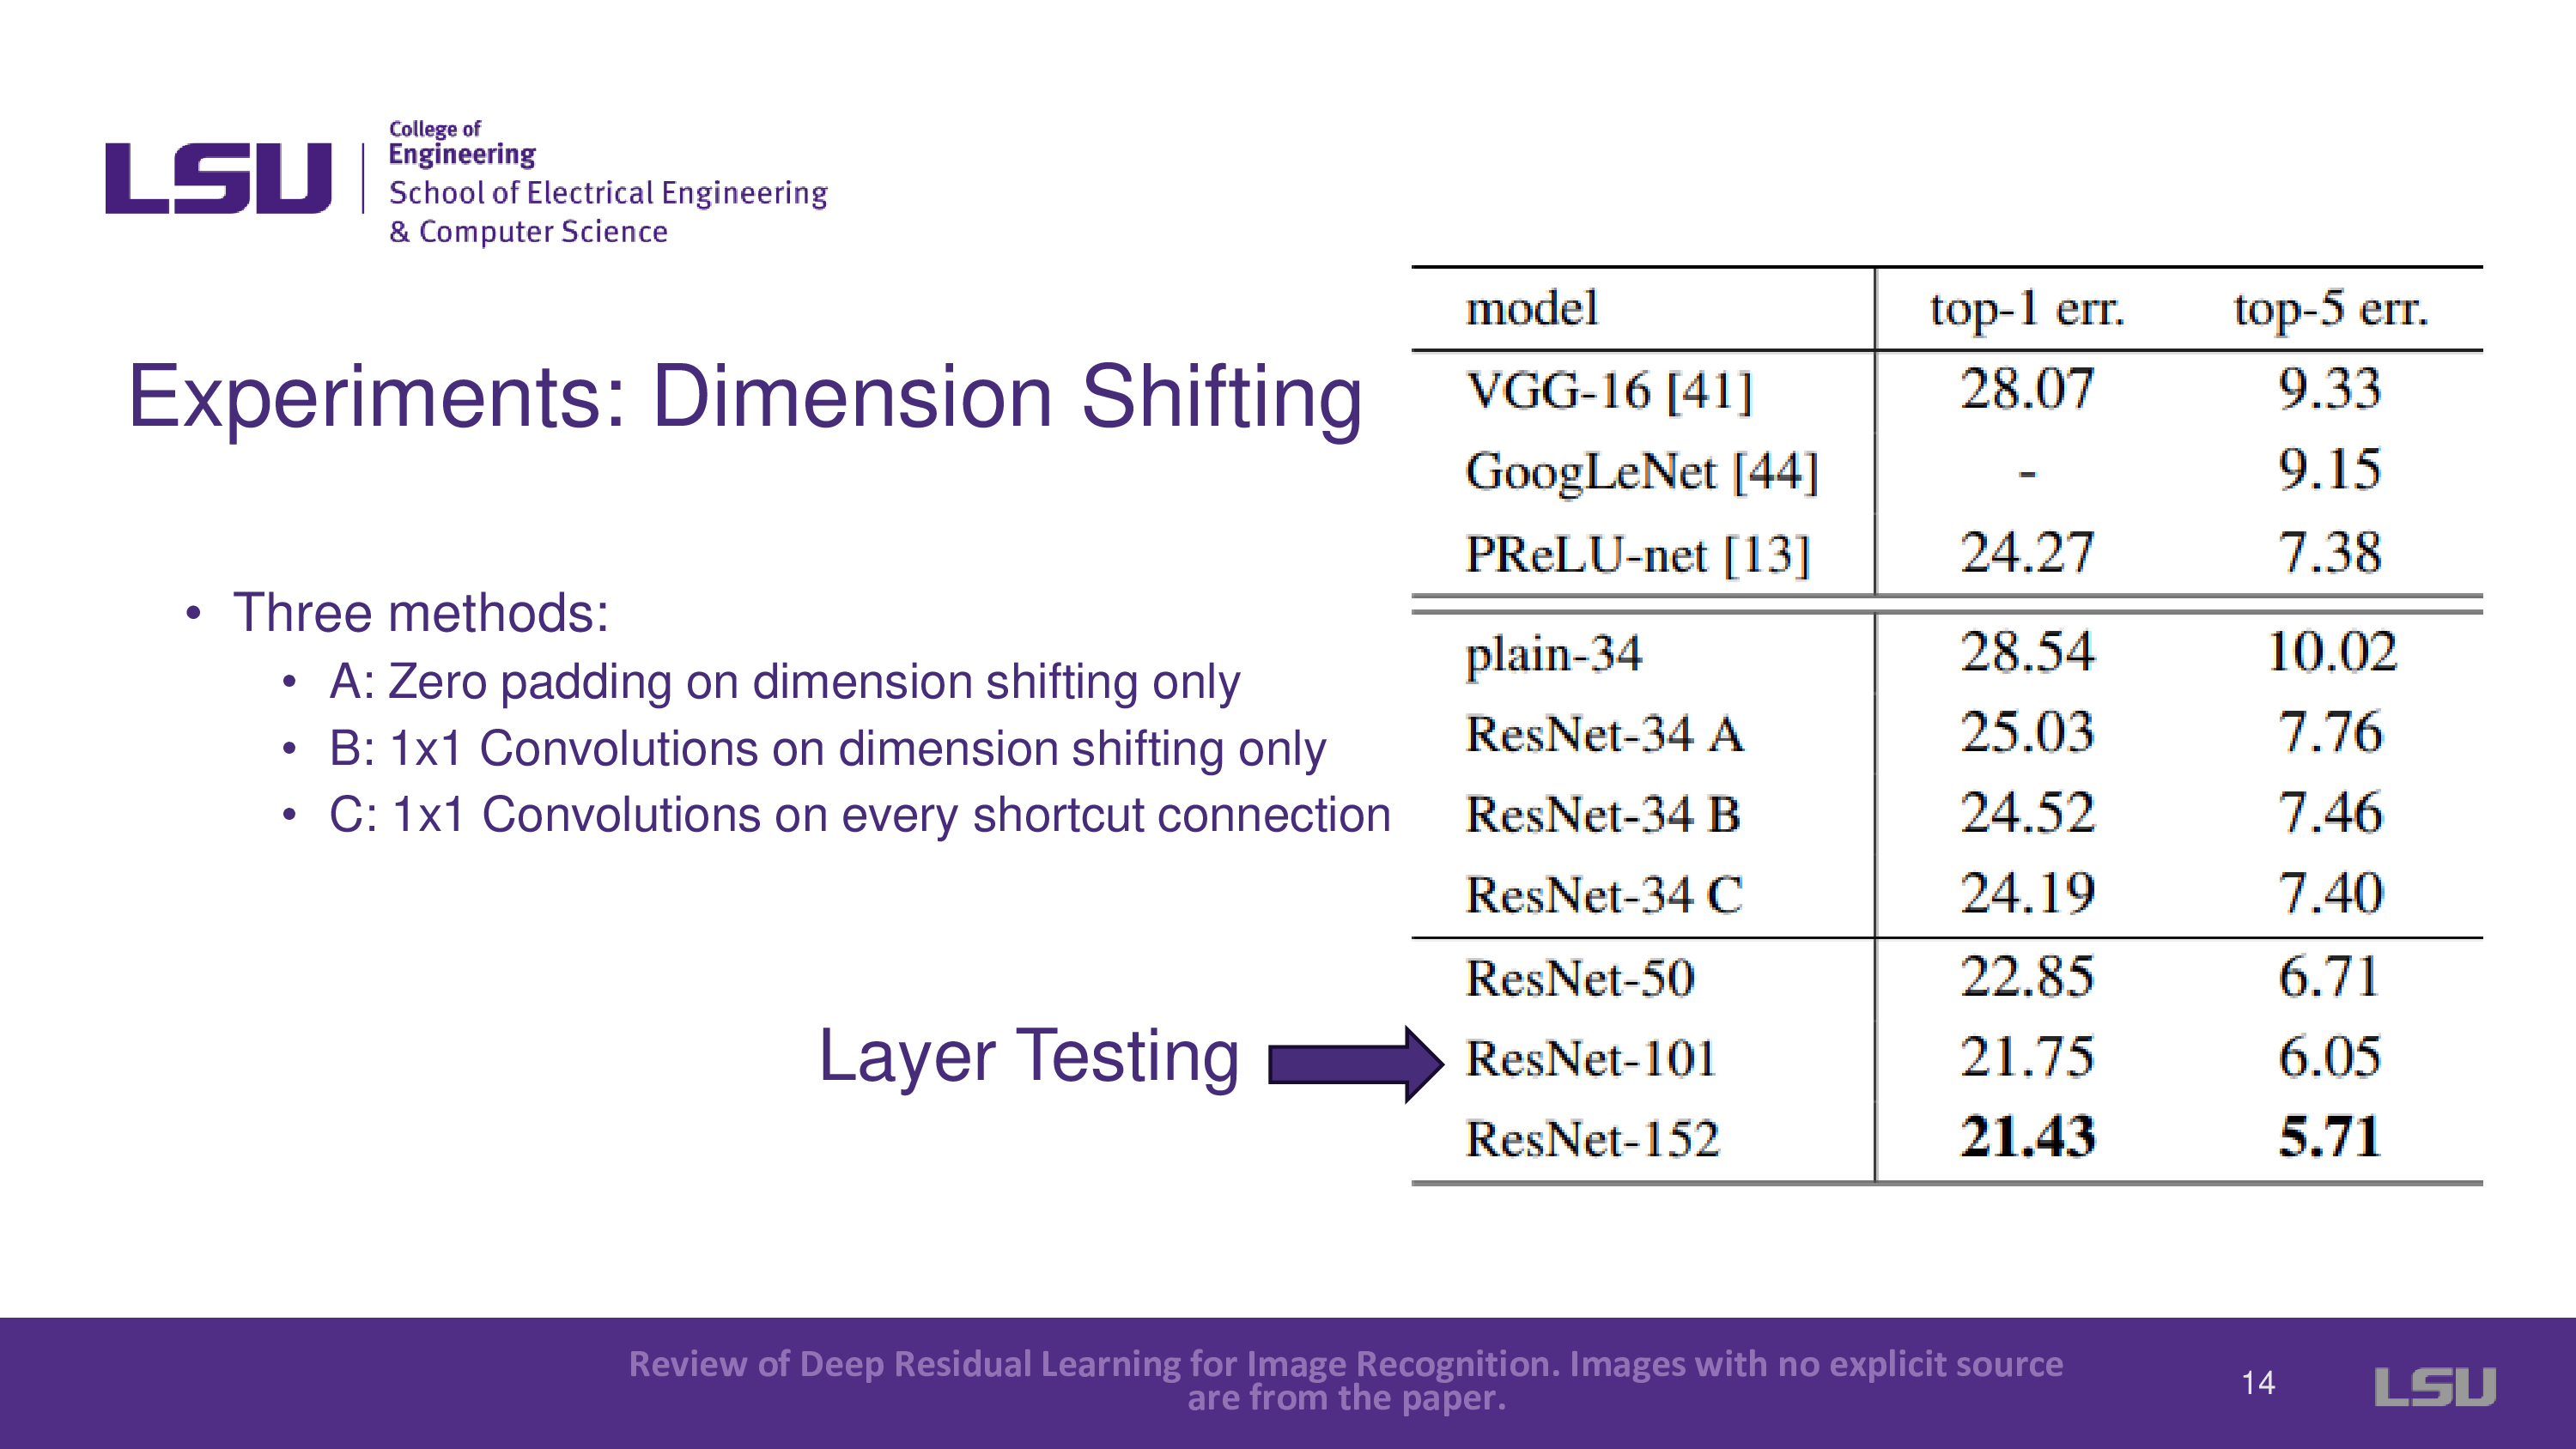 LSU
College of
Engineering
School of Electrical Engineering
& Computer Science
Experiments: Dimension Shifting
• Three methods:
• A: Zero padding on dimension shifting only
• B: 1x1 Convolutions on dimension shifting only
• C: 1x1 Convolutions on every shortcut connection
Layer Testing
model top-1 err. top-5 err.
VGG-16 [41] 28.07 9.33
GoogLeNet [44] - 9.15
PReLU-net [13] 24.27 7.38
plain-34 28.54 10.02
ResNet-34 A 25.03 7.76
ResNet-34 B 24.52 7.46
ResNet-34 C 24.19 7.40
ResNet-50 22.85 6.71
ResNet-101 21.75 6.05
ResNet-152 21.43 5.71
Review of Deep Residual Learning for Image Recognition. Images with no explicit source
are from the paper.
14
LSU